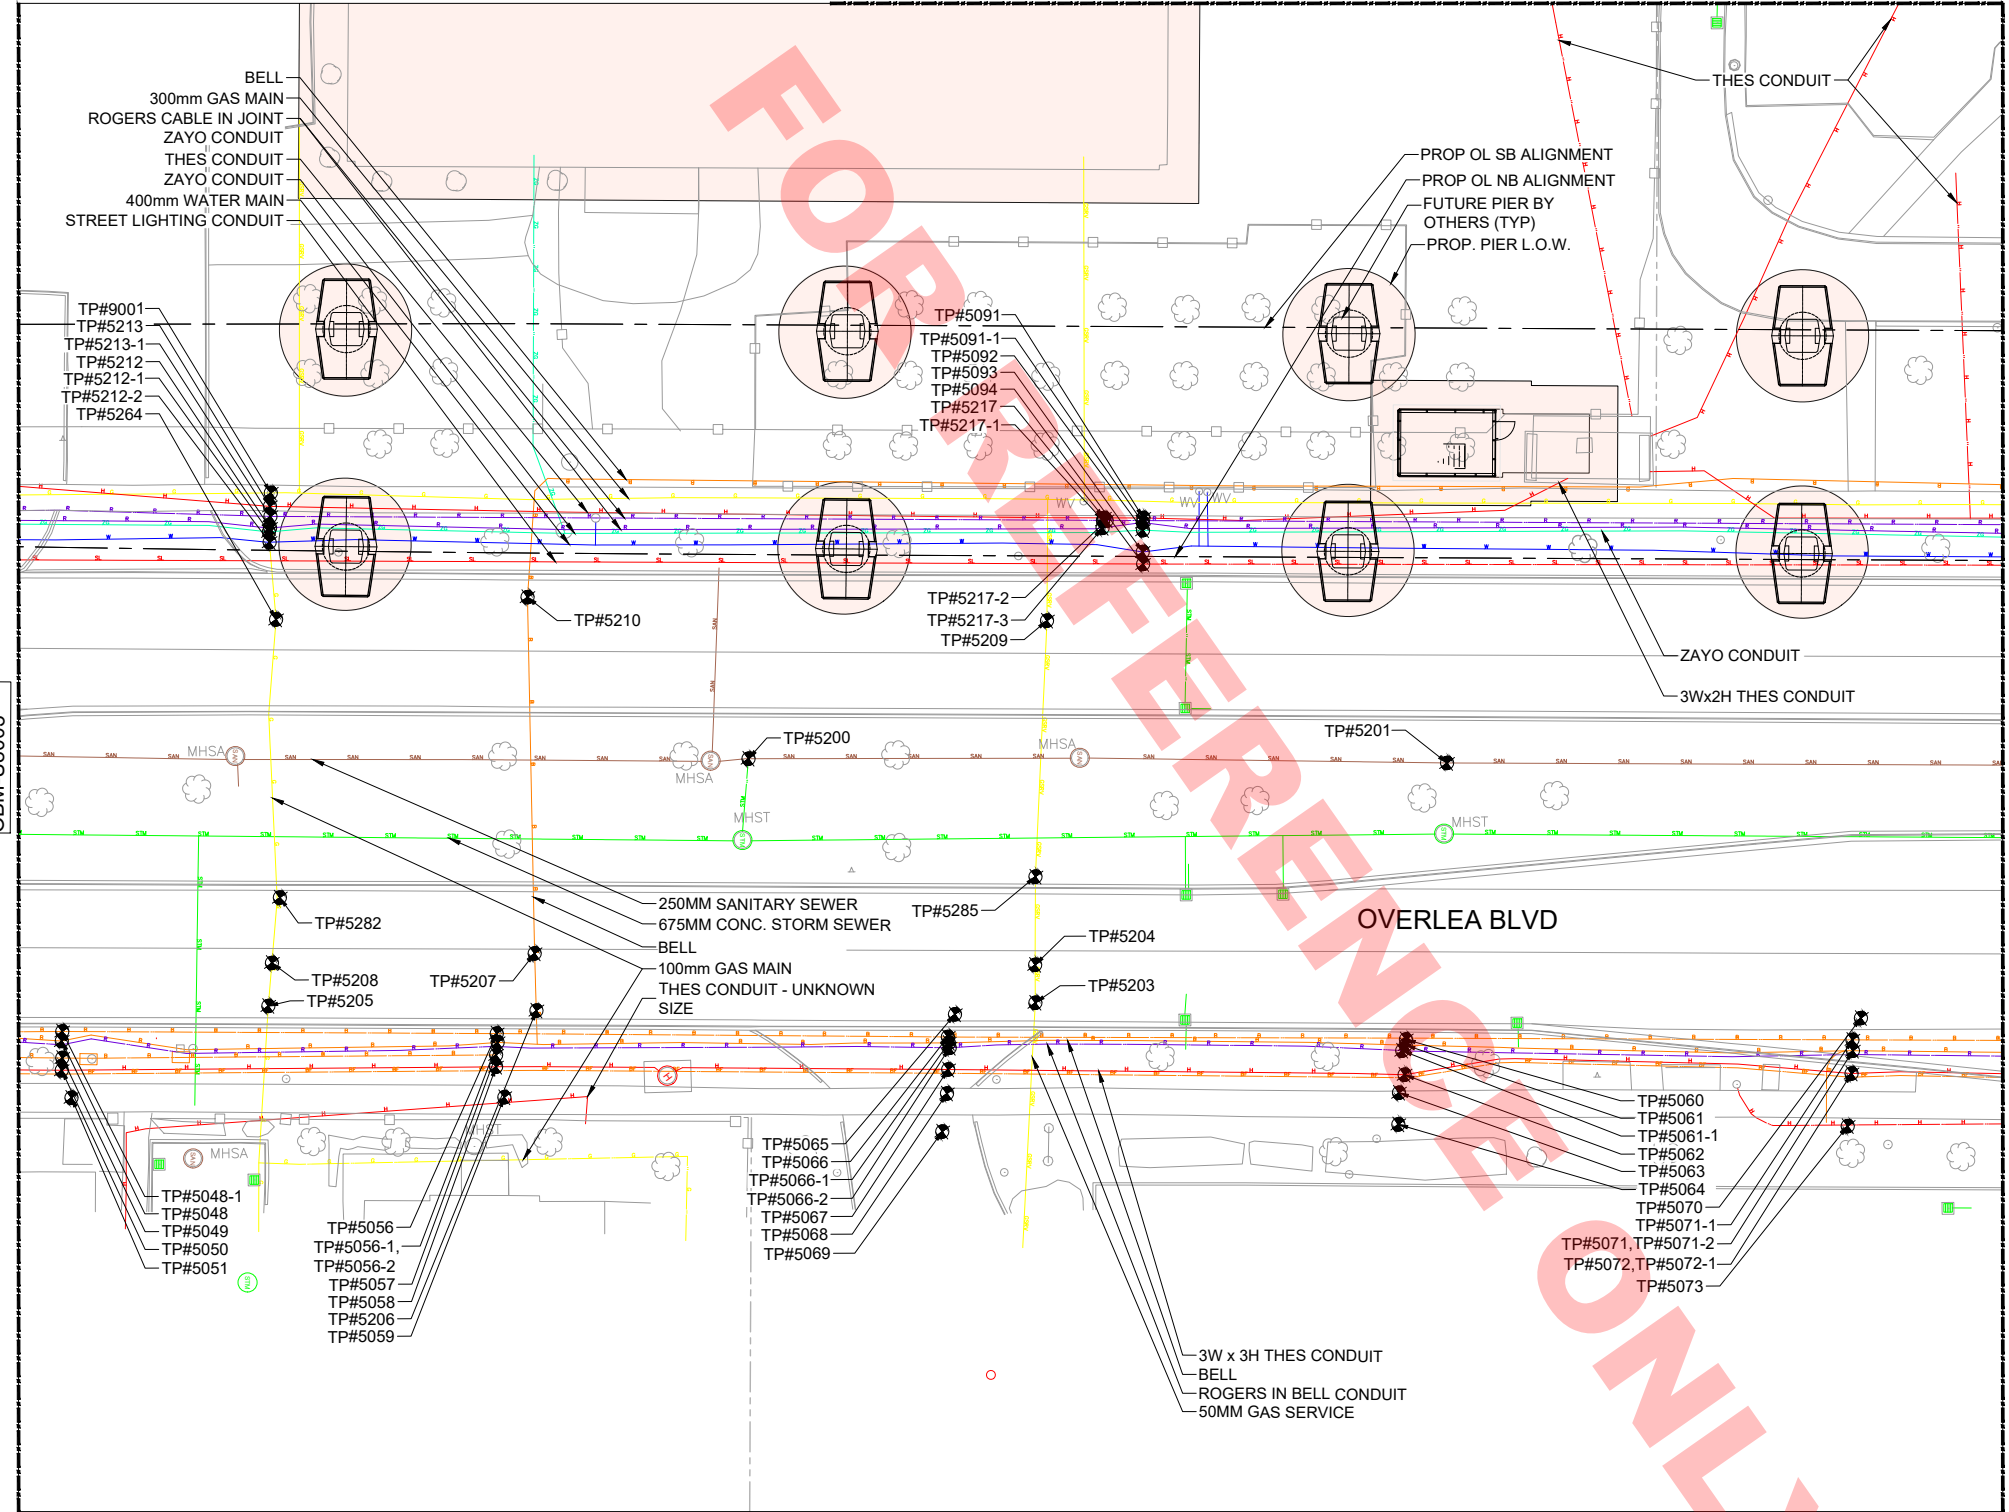 BELL
300mm GAS MAIN
ROGERS CABLE IN JOINT
ZAYO CONDUIT
THES CONDUIT
ZAYO CONDUIT
400mm WATER MAIN
STREET LIGHTING CONDUIT
THES CONDUIT
PROP OL SB ALIGNMENT
PROP OL NB ALIGNMENT
FUTURE PIER BY
OTHERS (TYP)
PROP. PIER L.O.W.
TP#9001
TP#5213
TP#5213-1
TP#5212
TP#5212-1
TP#5212-2
TP#5264
TP#5091
TP#5091-1
TP#5092
TP#5093
TP#5094
TP#5217
TP#5217-1
WV
WV
WV
TP#5210
TP#5217-2
TP#5217-3
TP#5209
ZAYO CONDUIT
3Wx2H THES CONDUIT
MHSA
MHSA
TP#5200
MHSA
TP#5201
MHST
MHST
250MM SANITARY SEWER
675MM CONC. STORM SEWER
BELL
100mm GAS MAIN
THES CONDUIT - UNKNOWN
SIZE
TP#5282
TP#5208
TP#5205
TP#5207
TP#5285
TP#5204
TP#5203
OVERLEA BLVD
MHSA
TP#5048-1
TP#5048
TP#5049
TP#5050
TP#5051
TP#5056
TP#5056-1,
TP#5056-2
TP#5057
TP#5058
TP#5206
TP#5059
TP#5065
TP#5066
TP#5066-1
TP#5066-2
TP#5067
TP#5068
TP#5069
TP#5060
TP#5061
TP#5061-1
TP#5062
TP#5063
TP#5064
TP#5070
TP#5071-1
TP#5071,TP#5071-2
TP#5072,TP#5072-1
TP#5073
3W x 3H THES CONDUIT
BELL
ROGERS IN BELL CONDUIT
50MM GAS SERVICE
FOR REFERENCE ONLY